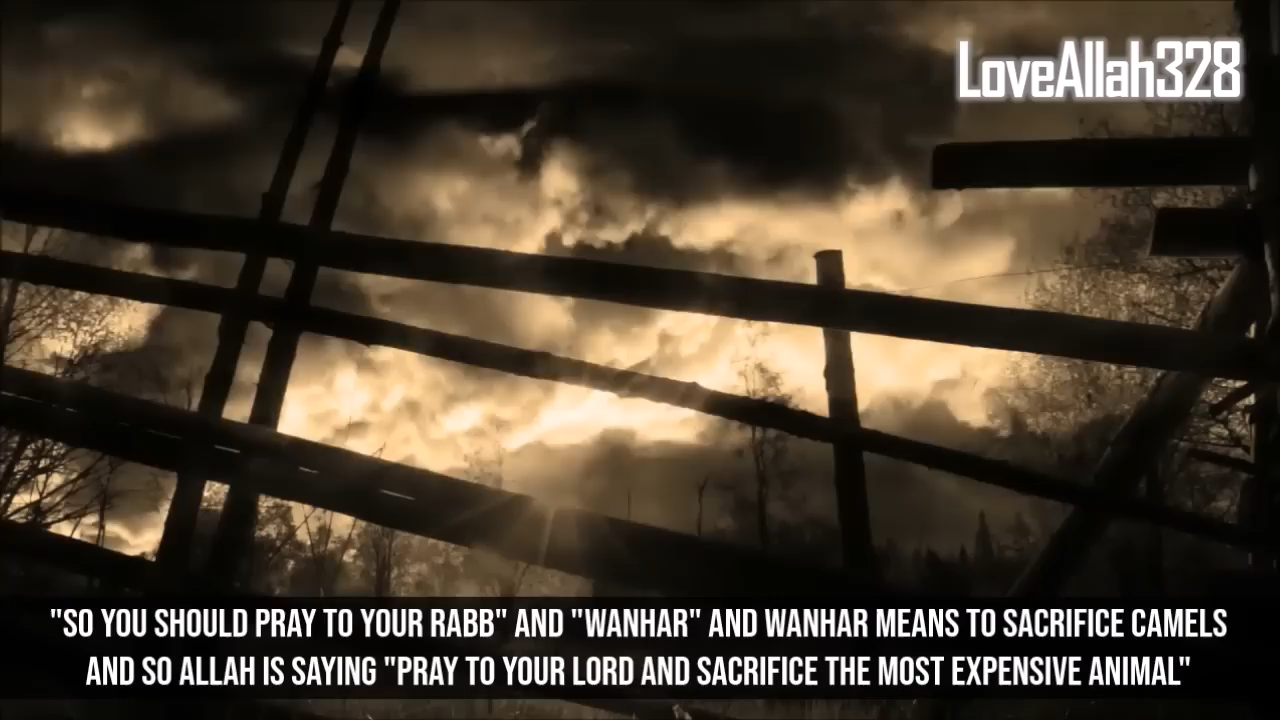 LoveAllah328
"SO YOU SHOULD PRAY TO YOUR RABB" AND "WANHAR" AND WANHAR MEANS TO SACRIFICE CAMELS
AND SO ALLAH IS SAYING "PRAY TO YOUR LORD AND SACRIFICE THE MOST EXPENSIVE ANIMAL"